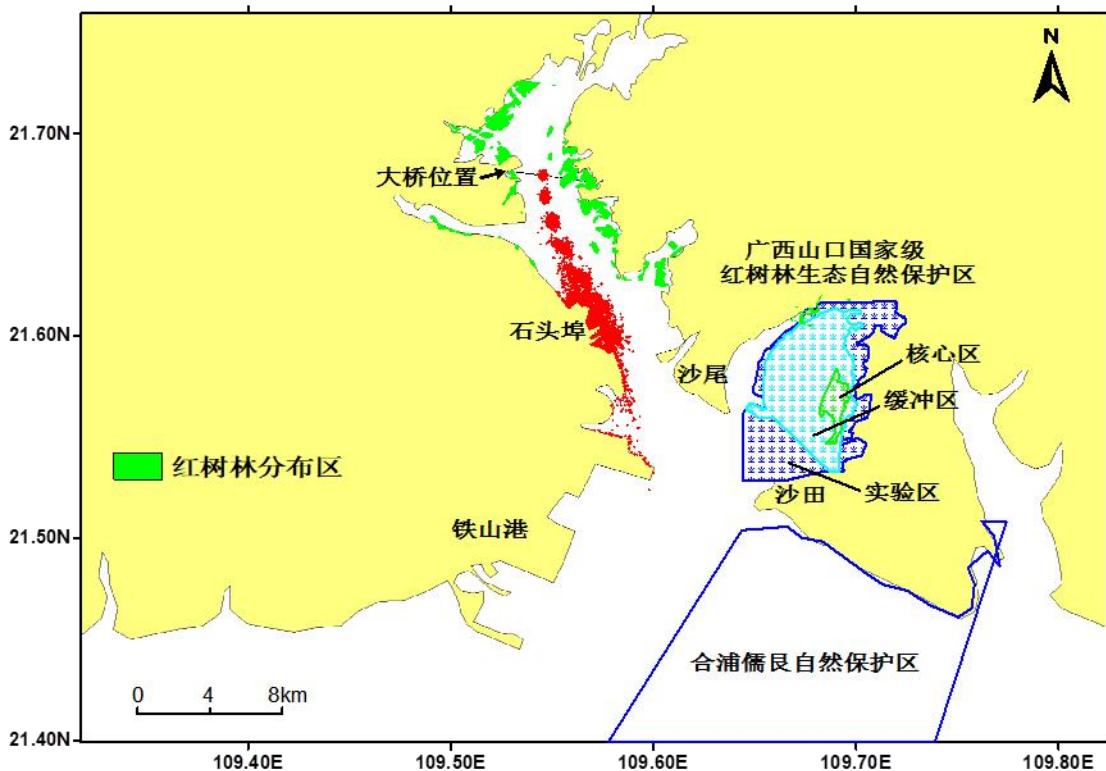 N
21.70N
大桥位置
广西山口国家级
红树林生态自然保护区
21.60N
石头埠
沙尾
核心区
缓冲区
红树林分布区
实验区
沙田
21.50N
铁山港
合浦儒艮自然保护区
0 4 8km
21.40N
109.40E 109.50E 109.60E 109.70E 109.80E